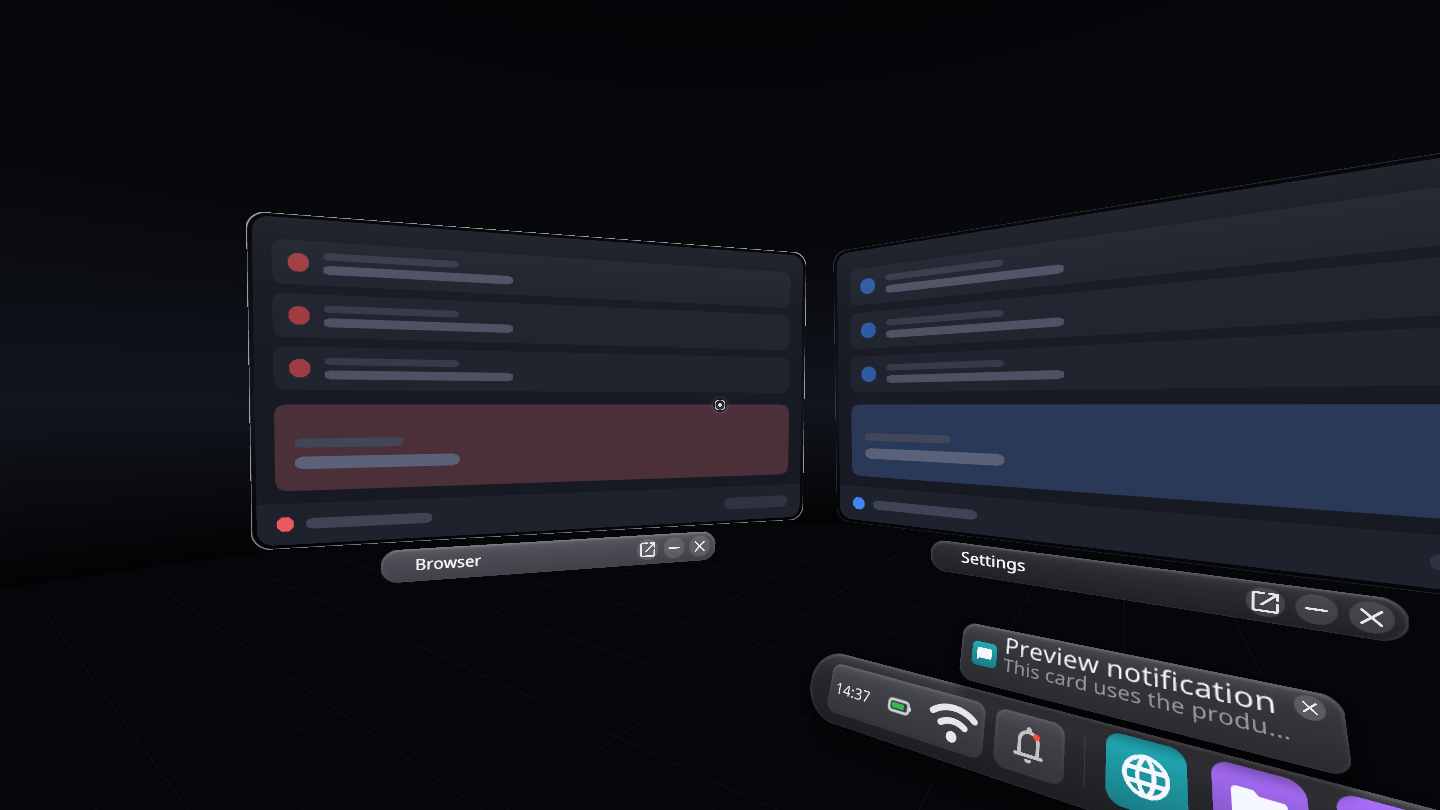 Browser
Settings
Preview notification
This card uses the produ...
14:37